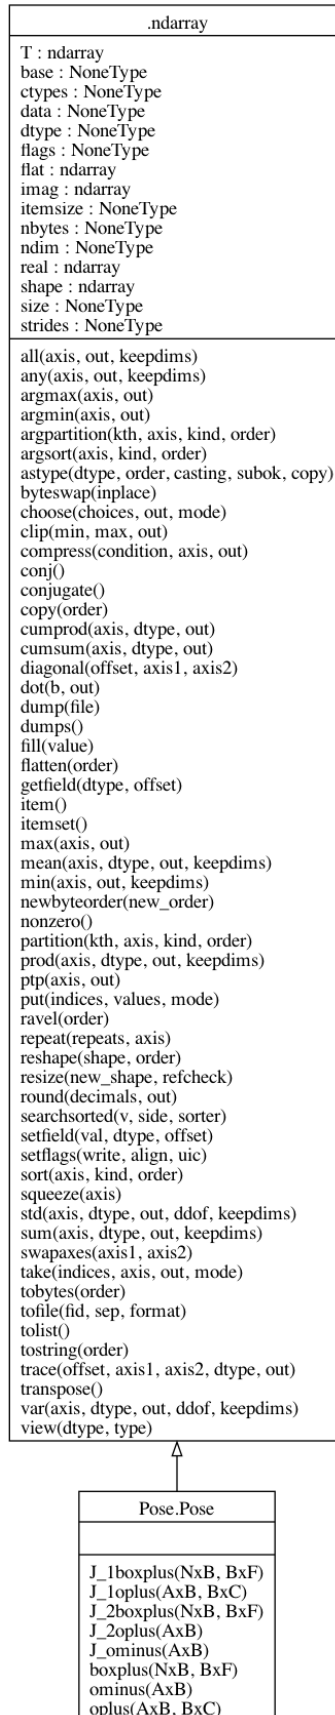 .ndarray
T : ndarray
base : NoneType
ctypes : NoneType
data : NoneType
dtype : NoneType
flags : NoneType
flat : ndarray
imag : ndarray
itemsize : NoneType
nbytes : NoneType
ndim : NoneType
real : ndarray
shape : ndarray
size : NoneType
strides : NoneType
all(axis, out, keepdims)
any(axis, out, keepdims)
argmax(axis, out)
argmin(axis, out)
argpartition(kth, axis, kind, order)
argsort(axis, kind, order)
astype(dtype, order, casting, subok, copy)
byteswap(inplace)
choose(choices, out, mode)
clip(min, max, out)
compress(condition, axis, out)
conj()
conjugate()
copy(order)
cumprod(axis, dtype, out)
cumsum(axis, dtype, out)
diagonal(offset, axis1, axis2)
dot(b, out)
dump(file)
dumps()
fill(value)
flatten(order)
getfield(dtype, offset)
item()
itemset()
max(axis, out)
mean(axis, dtype, out, keepdims)
min(axis, out, keepdims)
newbyteorder(new_order)
nonzero()
partition(kth, axis, kind, order)
prod(axis, dtype, out, keepdims)
ptp(axis, out)
put(indices, values, mode)
ravel(order)
repeat(repeats, axis)
reshape(shape, order)
resize(new_shape, refcheck)
round(decimals, out)
searchsorted(v, side, sorter)
setfield(val, dtype, offset)
setflags(write, align, uic)
sort(axis, kind, order)
squeeze(axis)
std(axis, dtype, out, ddof, keepdims)
sum(axis, dtype, out, keepdims)
swapaxes(axis1, axis2)
take(indices, axis, out, mode)
tobytes(order)
tofile(fid, sep, format)
tolist()
tostring(order)
trace(offset, axis1, axis2, dtype, out)
transpose()
var(axis, dtype, out, ddof, keepdims)
view(dtype, type)
Pose.Pose
J_1boxplus(NxB, BxF)
J_1oplus(AxB, BxC)
J_2boxplus(NxB, BxF)
J_2oplus(AxB)
J_ominus(AxB)
boxplus(NxB, BxF)
ominus(AxB)
oplus(AxB, BxC)